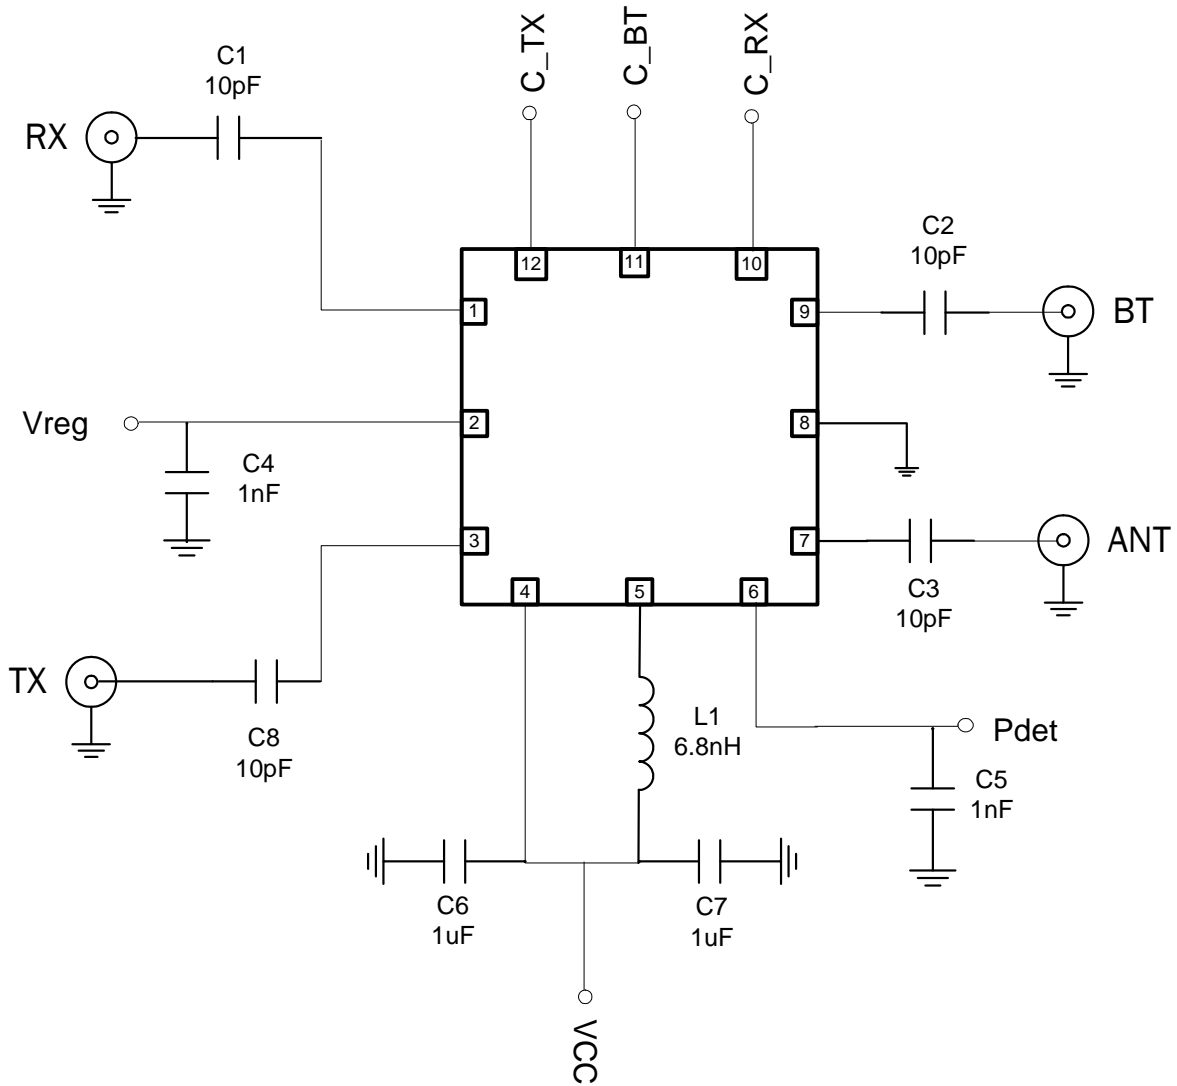 C_TX
C_BT
C_RX
C1
10pF
RX
C2
10pF
12
11
10
1
9
BT
Vreg
2
8
C4
1nF
3
7
ANT
C3
10pF
4
5
6
TX
C8
10pF
L1
6.8nH
Pdet
C5
1nF
C6
1uF
C7
1uF
VCC